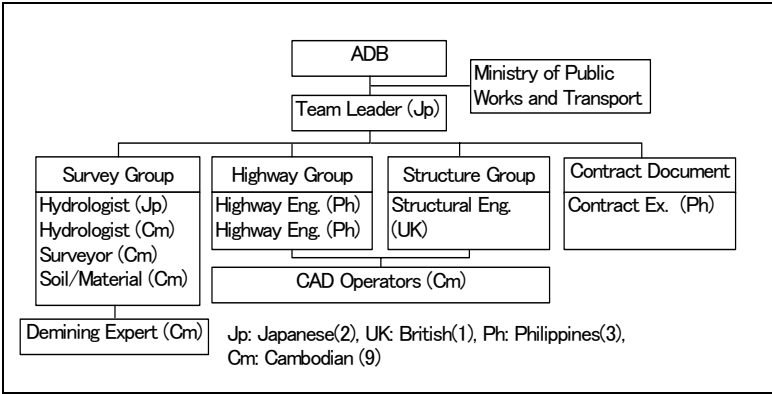 ADB
Ministry of Public
Works and Transport
Team Leader (Jp)
Survey Group
Hydrologist (Jp)
Hydrologist (Cm)
Surveyor (Cm)
Soil/Material (Cm)
Highway Group
Highway Eng. (Ph)
Highway Eng. (Ph)
Structure Group
Structural Eng.
(UK)
Contract Document
Contract Ex. (Ph)
CAD Operators (Cm)
Demining Expert (Cm)
Jp: Japanese(2), UK: British(1), Ph: Philippines(3),
Cm: Cambodian (9)